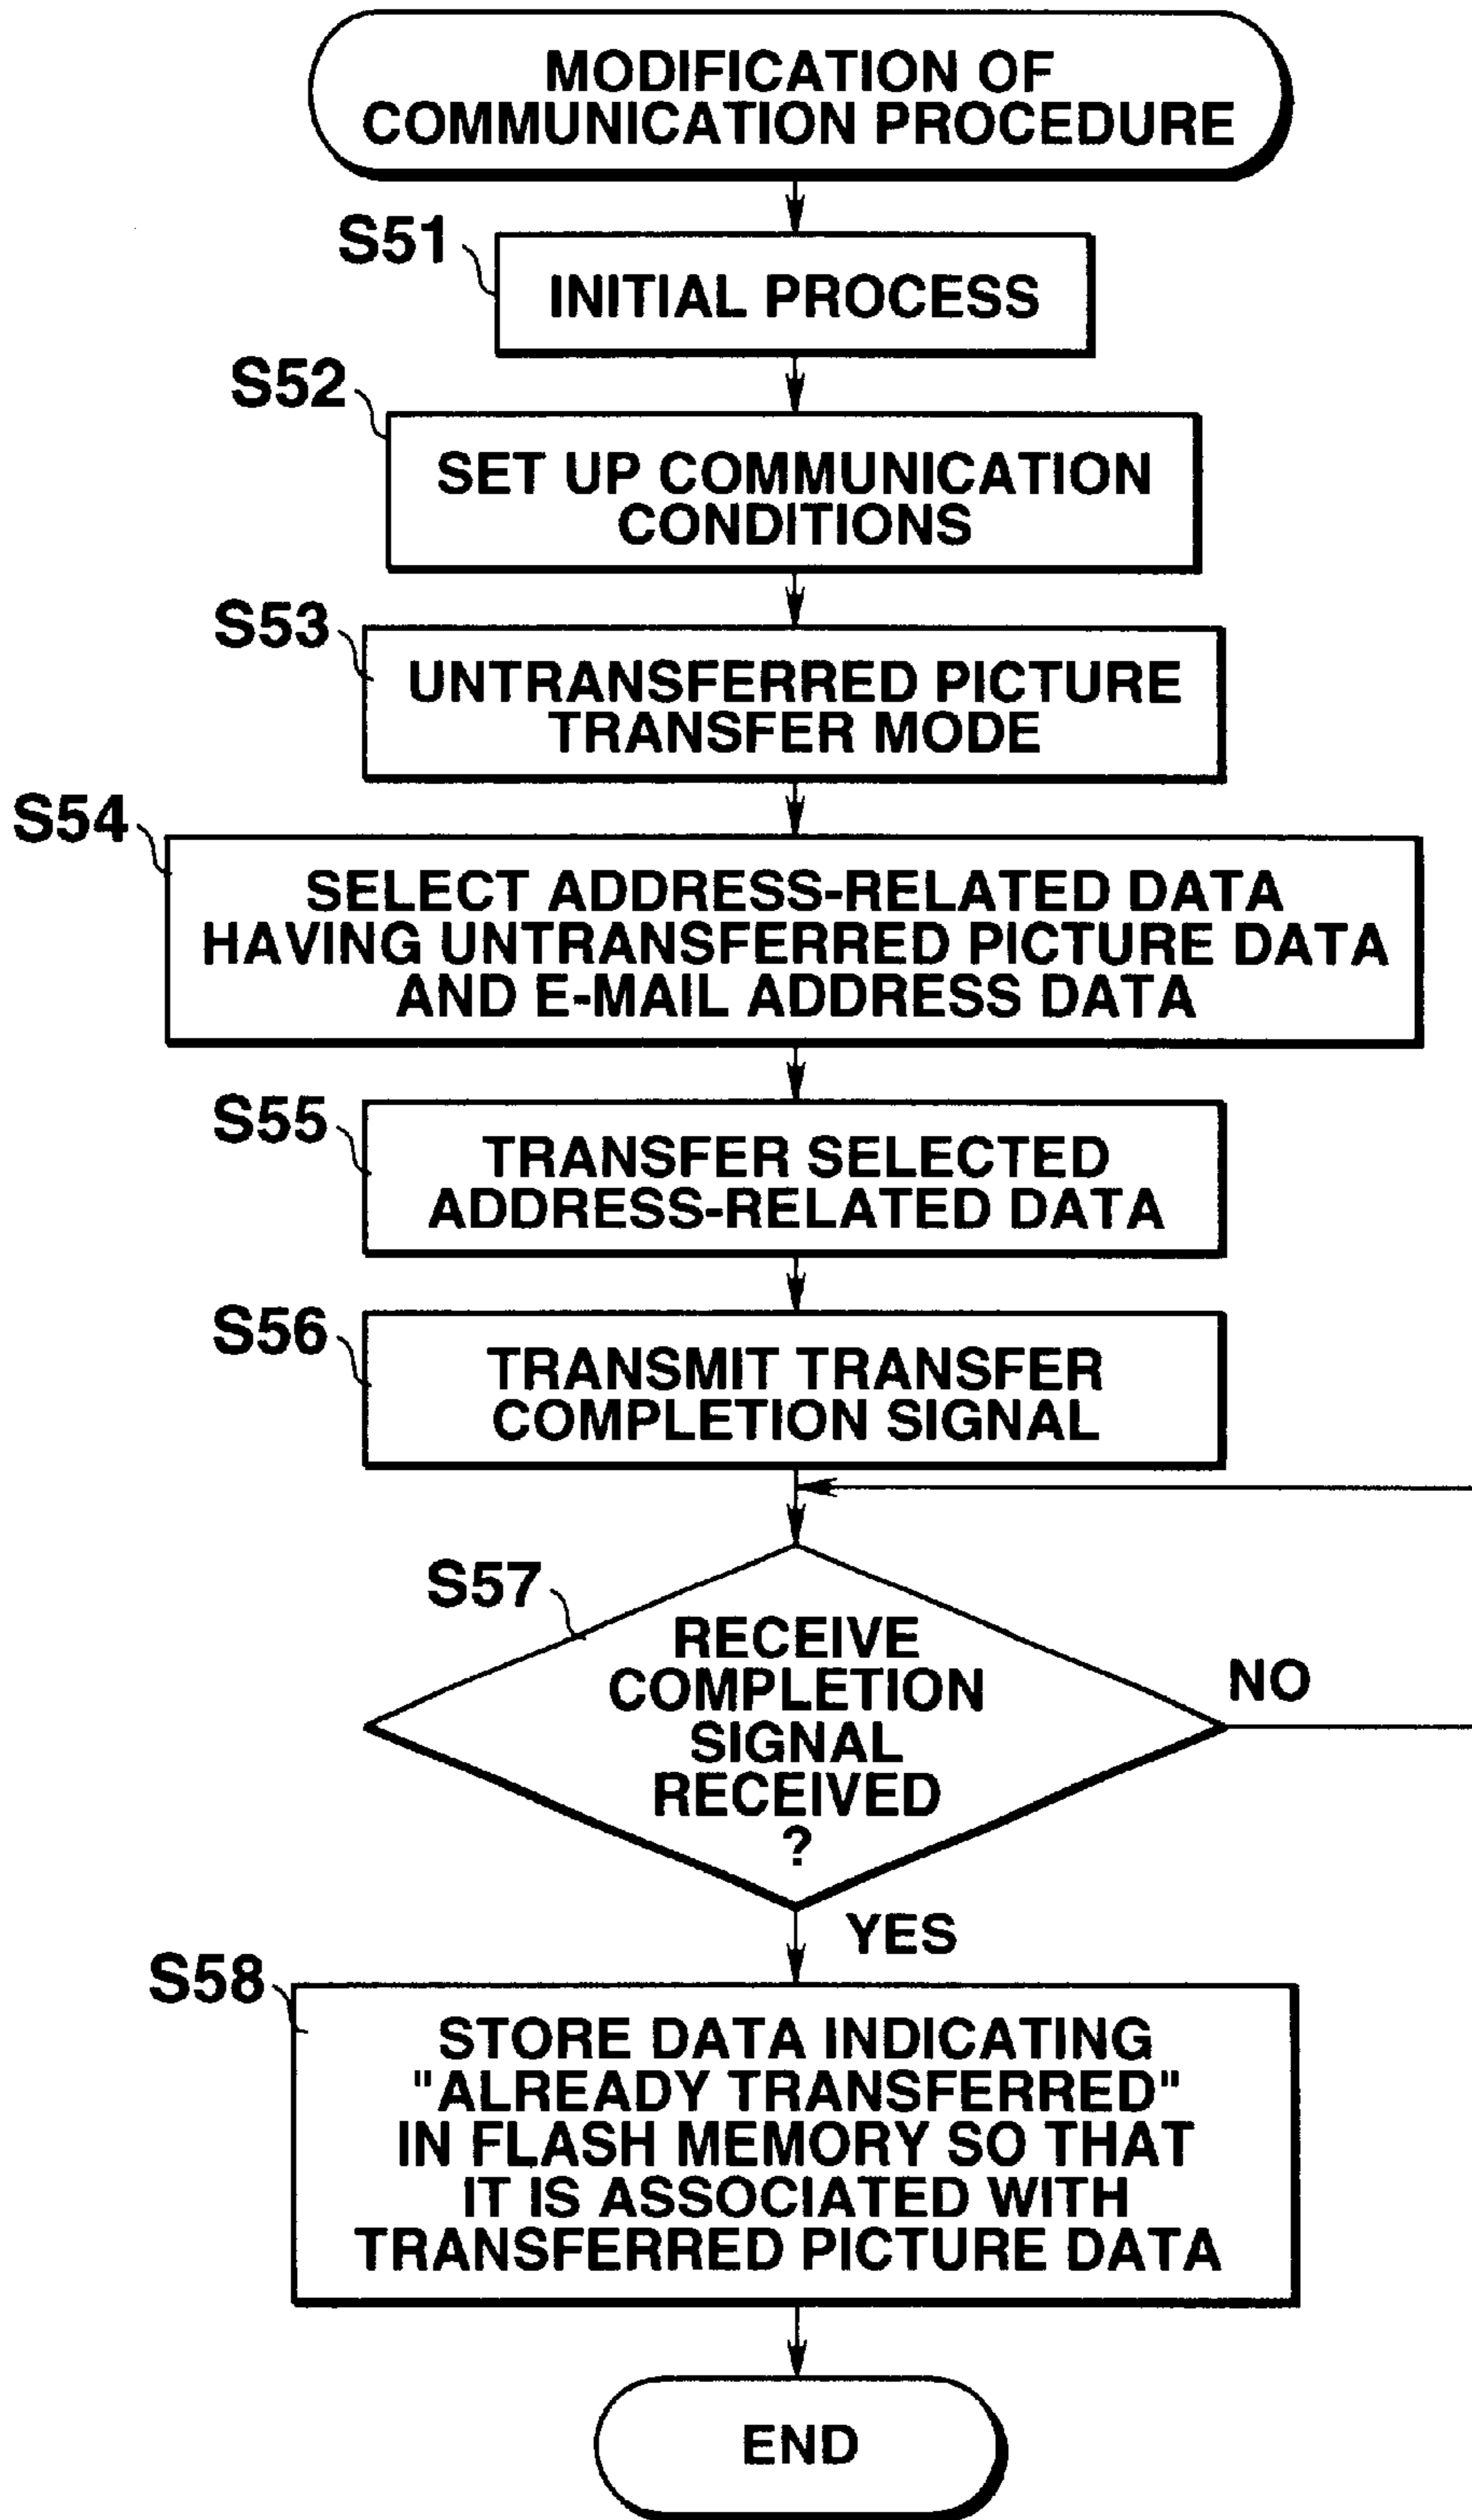 MODIFICATION OF
COMMUNICATION PROCEDURE
S51
INITIAL PROCESS
S52
SET UP COMMUNICATION
CONDITIONS
S53
UNTRANSFERRED PICTURE
TRANSFER MODE
S54
SELECT ADDRESS-RELATED DATA
HAVING UNTRANSFERRED PICTURE DATA
AND E-MAIL ADDRESS DATA
S55
TRANSFER SELECTED
ADDRESS-RELATED DATA
S56
TRANSMIT TRANSFER
COMPLETION SIGNAL
S57
RECEIVE
COMPLETION
SIGNAL
RECEIVED
?
NO
YES
S58
STORE DATA INDICATING
"ALREADY TRANSFERRED"
IN FLASH MEMORY SO THAT
IT IS ASSOCIATED WITH
TRANSFERRED PICTURE DATA
END